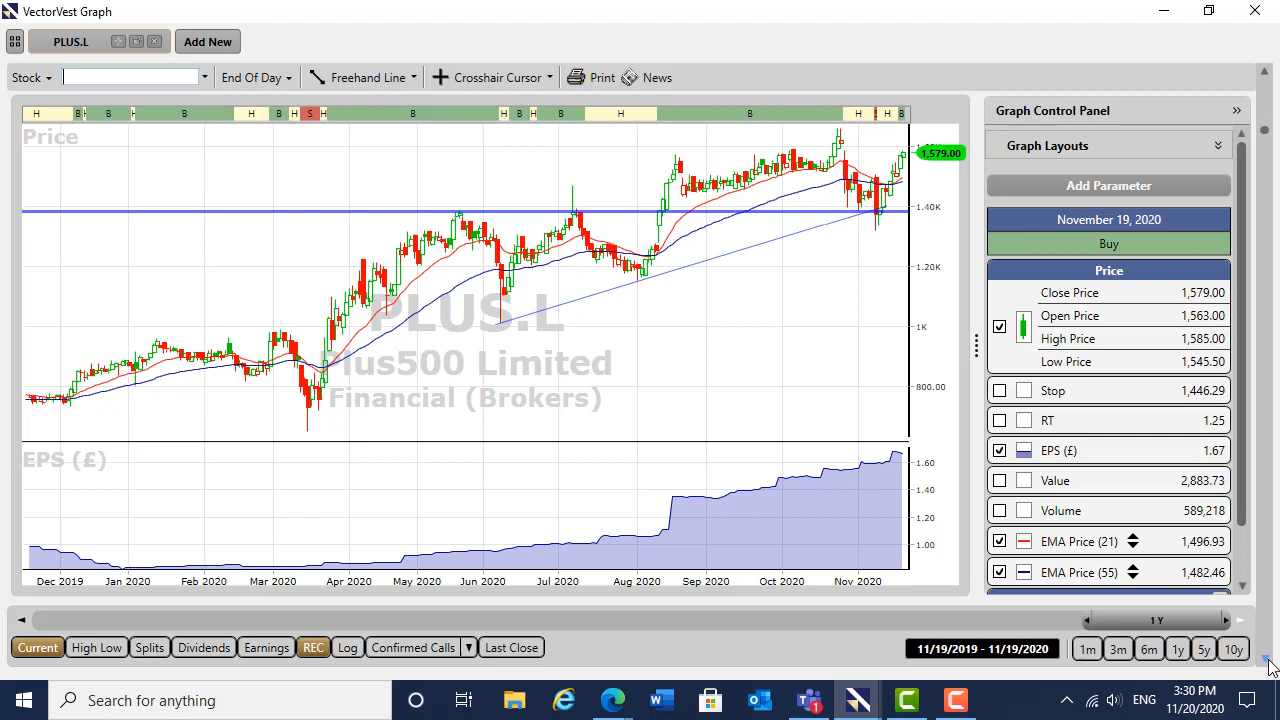 VectorVest Graph
PLUS.L
Add New
Stock
End Of Day
Freehand Line
Crosshair Cursor
Print
News
H B H B H B H B H S H B H B H B H B H S H B
Price
1,579.00
1.40K
1.20K
1K
800.00
PLUS.L
Plus500 Limited
Financial (Brokers)
EPS (£)
1.60
1.40
1.20
1.00
Dec 2019 Jan 2020 Feb 2020 Mar 2020 Apr 2020 May 2020 Jun 2020 Jul 2020 Aug 2020 Sep 2020 Oct 2020 Nov 2020
Graph Control Panel
Graph Layouts
Add Parameter
November 19, 2020
Buy
Price
Close Price 1,579.00
Open Price 1,563.00
High Price 1,585.00
Low Price 1,545.50
Stop 1,446.29
RT 1.25
EPS (£) 1.67
Value 2,883.73
Volume 589,218
EMA Price (21) 1,496.93
EMA Price (55) 1,482.46
1 Y
Current High Low Splits Dividends Earnings REC Log Confirmed Calls Last Close
11/19/2019 - 11/19/2020
1m 3m 6m 1y 5y 10y
Search for anything
1
ENG
3:30 PM
11/20/2020